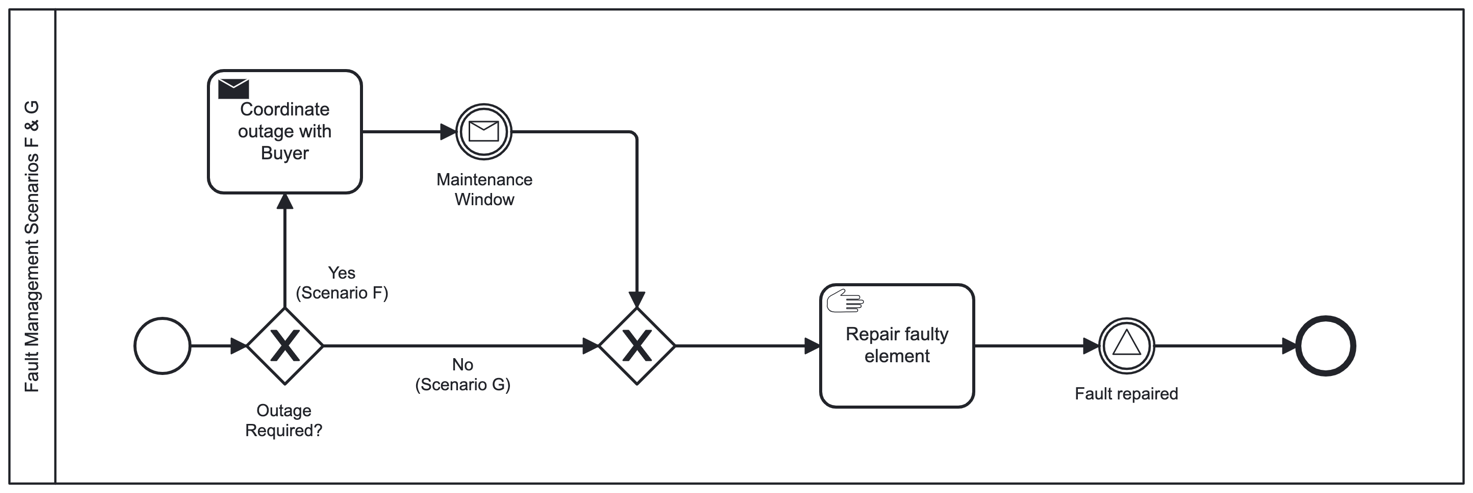 Fault Management Scenarios F & G
Coordinate
outage with
Buyer
Maintenance
Window
Yes
(Scenario F)
No
(Scenario G)
Outage
Required?
Repair faulty
element
Fault repaired